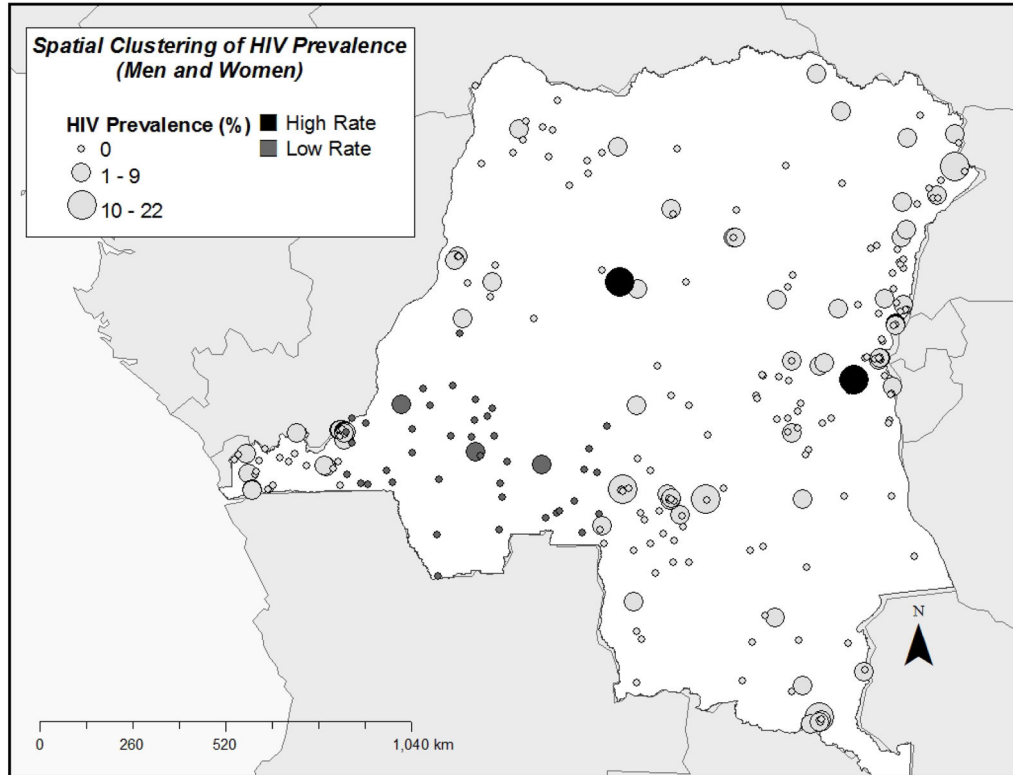 Spatial Clustering of HIV Prevalence
(Men and Women)
HIV Prevalence (%)
0
1 - 9
10 - 22
High Rate
Low Rate
N
0 260 520 1,040 km